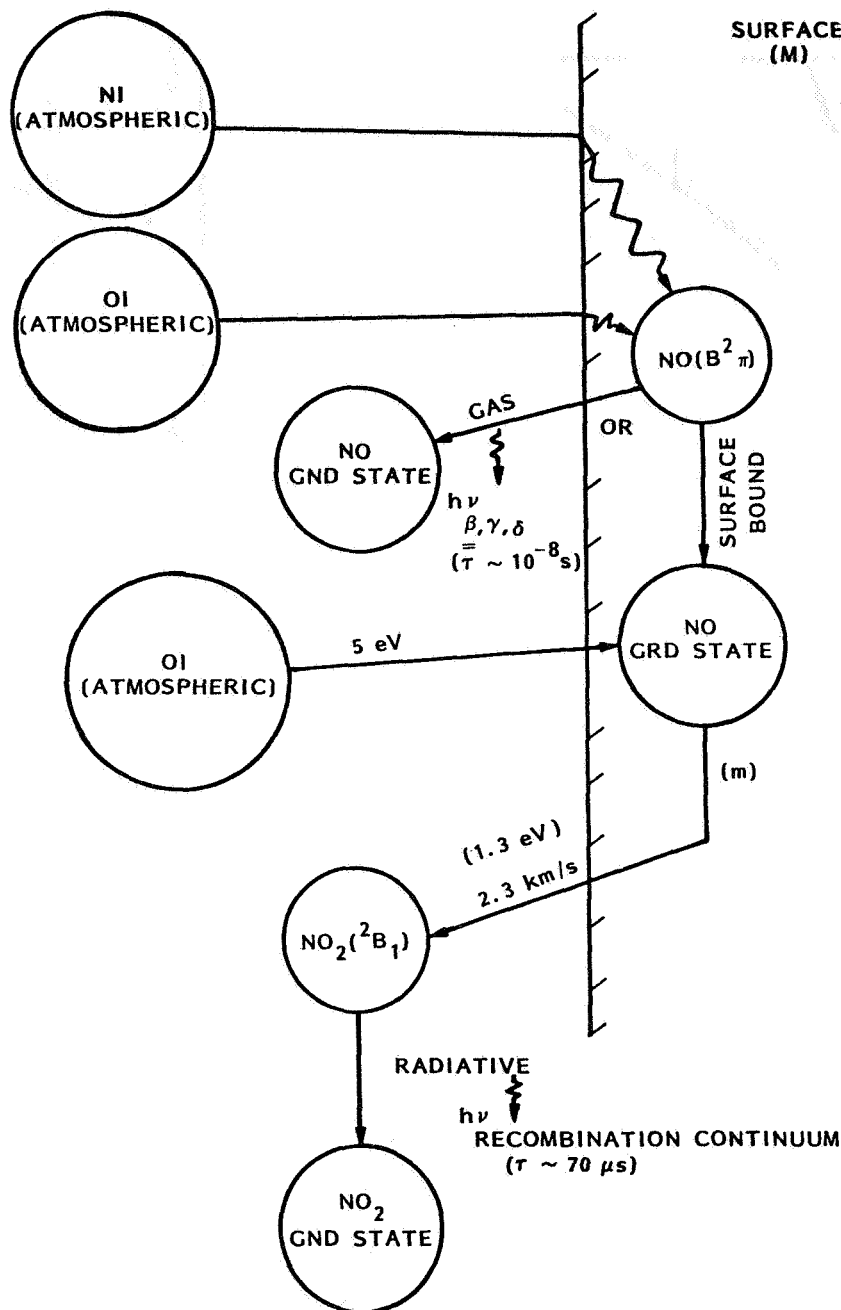 SURFACE
(M)
NI
(ATMOSPHERIC)
OI
(ATMOSPHERIC)
NO(B²π)
GAS
OR
NO
GND STATE
hν
β,γ,δ
=
(τ ~ 10⁻⁸s)
SURFACE
BOUND
NO
GRD STATE
5 eV
OI
(ATMOSPHERIC)
(m)
(1.3 eV)
2.3 km/s
NO₂(²B₁)
RADIATIVE
hν
RECOMBINATION CONTINUUM
(τ ~ 70 μs)
NO₂
GND STATE